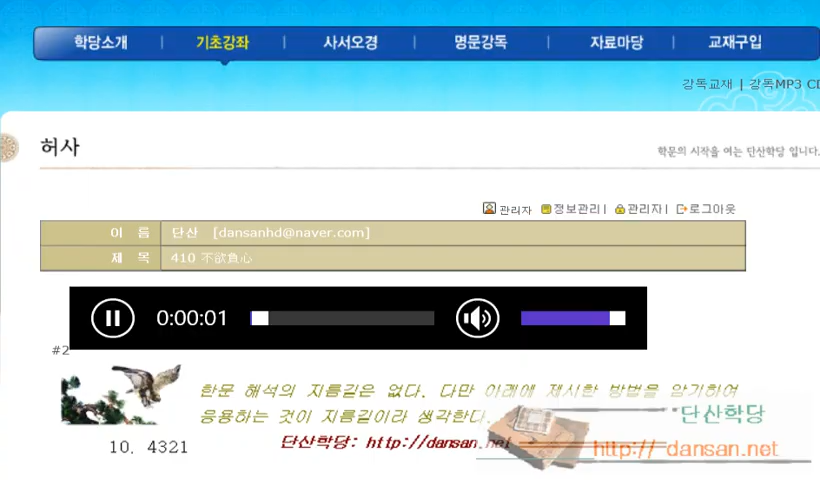 학당소개 | 기초강좌 | 사서오경 | 명문강독 | 자료마당 | 교재구입
강독교재 | 강독MP3 CD
허사
학문의 시작을 여는 단산학당 입니다.
관리자 정보관리| 관리자| 로그아웃
이 름 단산 [dansanhd@naver.com]
제 목 410 不欲負心
0:00:01
#2
한문 해석의 지름길은 없다. 다만 아래에 제시한 방법을 암기하여
응용하는 것이 지름길이라 생각한다.
단산학당
10. 4321 단산학당: http://dansan.net
http:// dansan.net